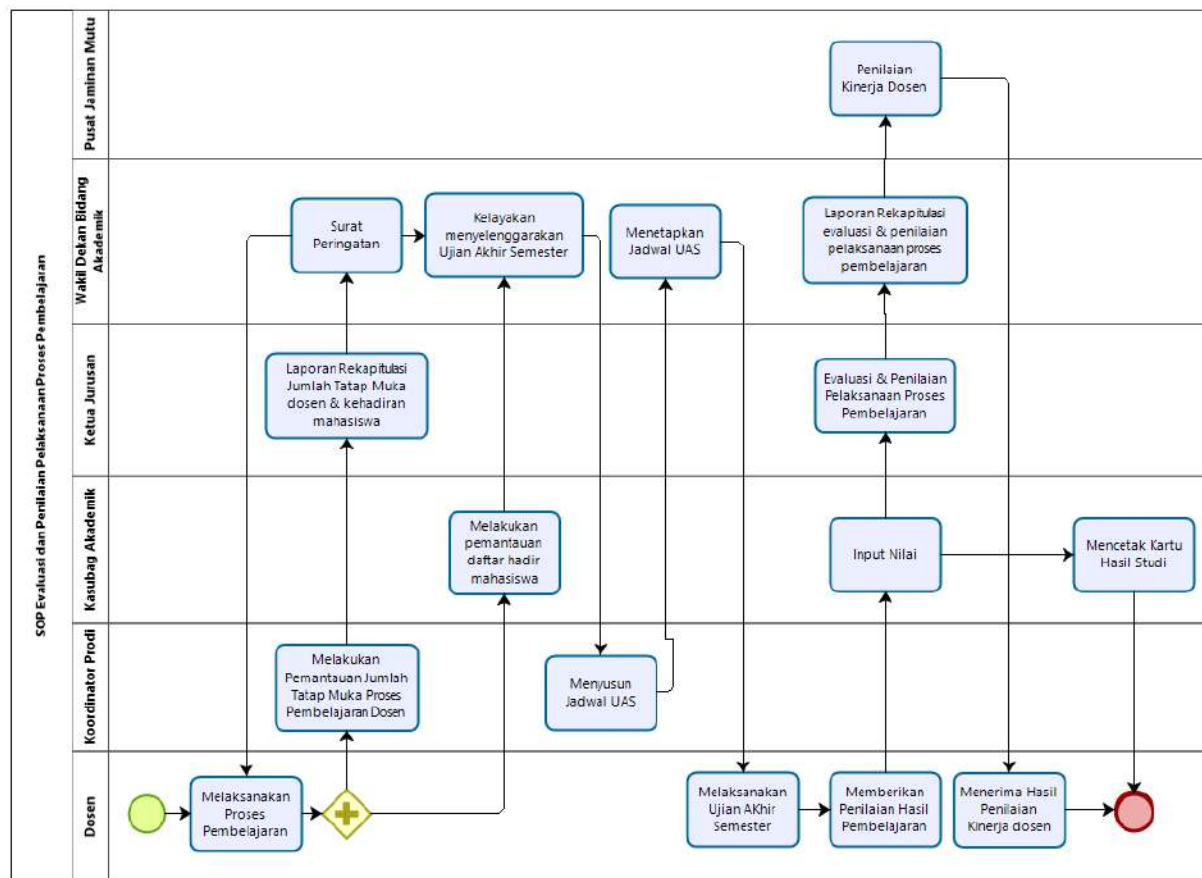 SOP Evaluasi dan Penilaian Pelaksanaan Proses Pembelajaran
Pusat Jaminan Mutu
Penilaian
Kinerja Dosen
Wakil Dekan Bidang
Akademik
Surat
Peringatan
Kelayakan
menyelenggarakan
Ujian Akhir Semester
Menetapkan
Jadwal UAS
Laporan Rekapitulasi
evaluasi & penilaian
pelaksanaan proses
pembelajaran
Ketua Jurusan
Laporan Rekapitulasi
Jumlah Tatap Muka
dosen & kehadiran
mahasiswa
Evaluasi & Penilaian
Pelaksanaan Proses
Pembelajaran
Kasubag Akademik
Melakukan
pemantauan
daftar hadir
mahasiswa
Input Nilai
Mencetak Kartu
Hasil Studi
Koordinator Prodi
Melakukan
Pemantauan Jumlah
Tatap Muka Proses
Pembelajaran Dosen
Menyusun
Jadwal UAS
Dosen
Melaksanakan
Proses
Pembelajaran
Melaksanakan
Ujian AKhir
Semester
Memberikan
Penilaian Hasil
Pembelajaran
Menerima Hasil
Penilaian
Kinerja dosen